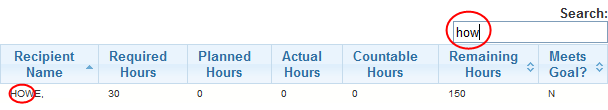 Search:
how
Recipient Name Required Hours Planned Hours Actual Hours Countable Hours Remaining Hours Meets Goal?
HOWE, 30 0 0 0 150 N